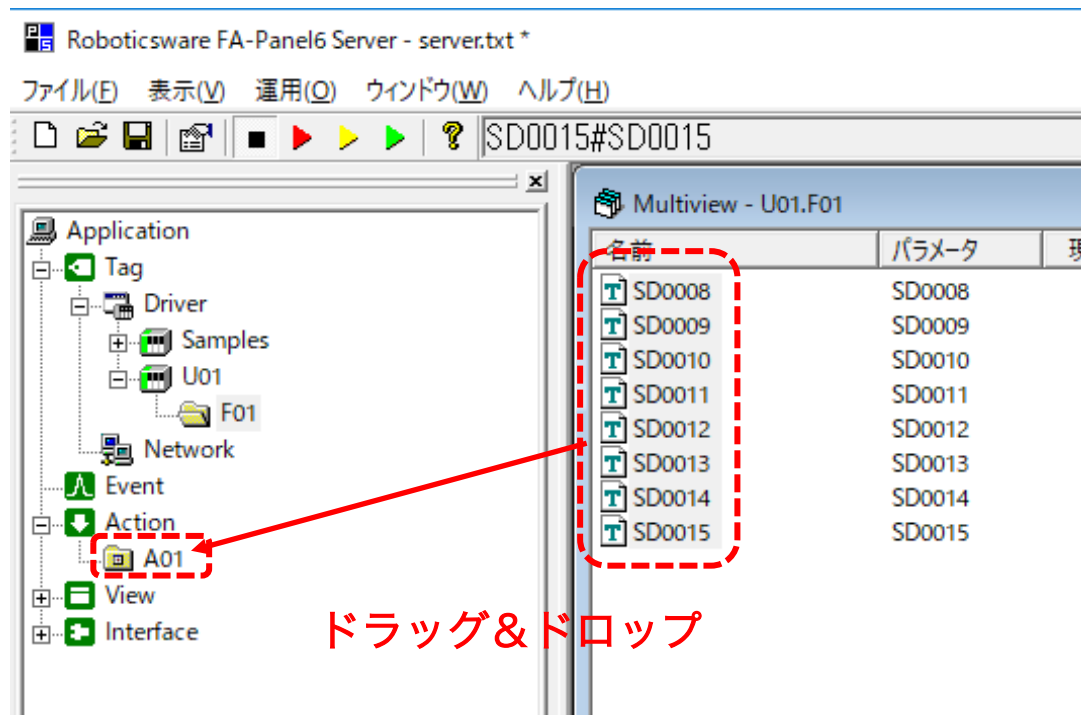 Roboticsware FA-Panel6 Server - server.txt *
ファイル(F) 表示(V) 運用(O) ウィンドウ(W) ヘルプ(H)
SD0015#SD0015
Application
Tag
Driver
Samples
U01
F01
Network
Event
Action
A01
View
Interface
Multiview - U01.F01
名前 パラメータ 現
SD0008 SD0008
SD0009 SD0009
SD0010 SD0010
SD0011 SD0011
SD0012 SD0012
SD0013 SD0013
SD0014 SD0014
SD0015 SD0015
ドラッグ&ドロップ